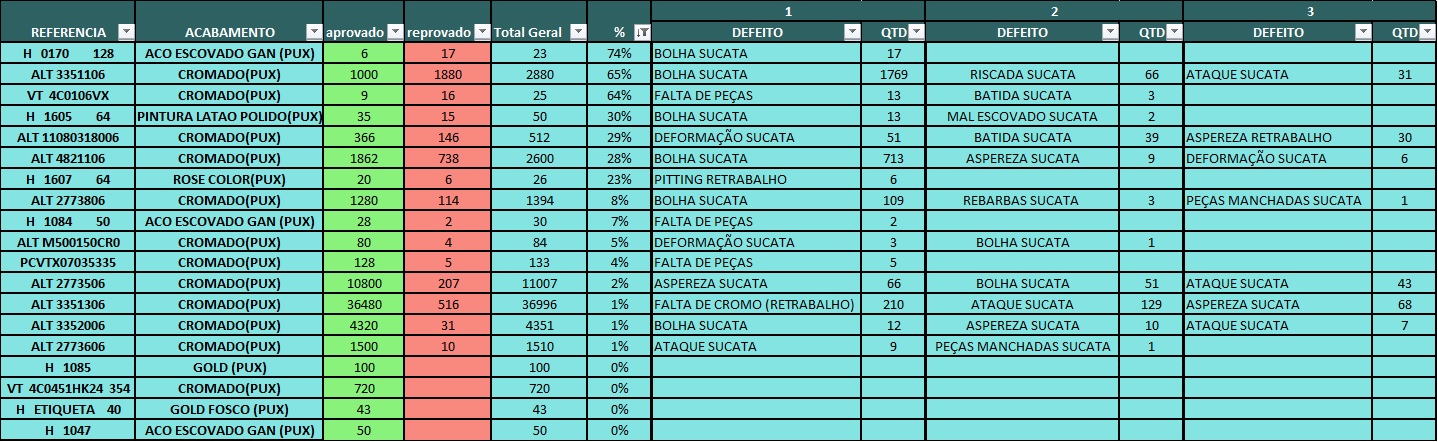 1 2 3
REFERENCIA ACABAMENTO aprovado reprovado Total Geral % DEFEITO QTD DEFEITO QTD DEFEITO QTD
H 0170 128 ACO ESCOVADO GAN (PUX) 6 17 23 74% BOLHA SUCATA 17
ALT 3351106 CROMADO(PUX) 1000 1880 2880 65% BOLHA SUCATA 1769 RISCADA SUCATA 66 ATAQUE SUCATA 31
VT 4C0106VX CROMADO(PUX) 9 16 25 64% FALTA DE PEÇAS 13 BATIDA SUCATA 3
H 1605 64 PINTURA LATAO POLIDO(PUX) 35 15 50 30% BOLHA SUCATA 13 MAL ESCOVADO SUCATA 2
ALT 11080318006 CROMADO(PUX) 366 146 512 29% DEFORMAÇÃO SUCATA 51 BATIDA SUCATA 39 ASPEREZA RETRABALHO 30
ALT 4821106 CROMADO(PUX) 1862 738 2600 28% BOLHA SUCATA 713 ASPEREZA SUCATA 9 DEFORMAÇÃO SUCATA 6
H 1607 64 ROSE COLOR(PUX) 20 6 26 23% PITTING RETRABALHO 6
ALT 2773806 CROMADO(PUX) 1280 114 1394 8% BOLHA SUCATA 109 REBARBAS SUCATA 3 PEÇAS MANCHADAS SUCATA 1
H 1084 50 ACO ESCOVADO GAN (PUX) 28 2 30 7% FALTA DE PEÇAS 2
ALT M500150CR0 CROMADO(PUX) 80 4 84 5% DEFORMAÇÃO SUCATA 3 BOLHA SUCATA 1
PCVTX07035335 CROMADO(PUX) 128 5 133 4% FALTA DE PEÇAS 5
ALT 2773506 CROMADO(PUX) 10800 207 11007 2% ASPEREZA SUCATA 66 BOLHA SUCATA 51 ATAQUE SUCATA 43
ALT 3351306 CROMADO(PUX) 36480 516 36996 1% FALTA DE CROMO (RETRABALHO) 210 ATAQUE SUCATA 129 ASPEREZA SUCATA 68
ALT 3352006 CROMADO(PUX) 4320 31 4351 1% BOLHA SUCATA 12 ASPEREZA SUCATA 10 ATAQUE SUCATA 7
ALT 2773606 CROMADO(PUX) 1500 10 1510 1% ATAQUE SUCATA 9 PEÇAS MANCHADAS SUCATA 1
H 1085 GOLD (PUX) 100 100 0%
VT 4C0451HK24 354 CROMADO(PUX) 720 720 0%
H ETIQUETA 40 GOLD FOSCO (PUX) 43 43 0%
H 1047 ACO ESCOVADO GAN (PUX) 50 50 0%